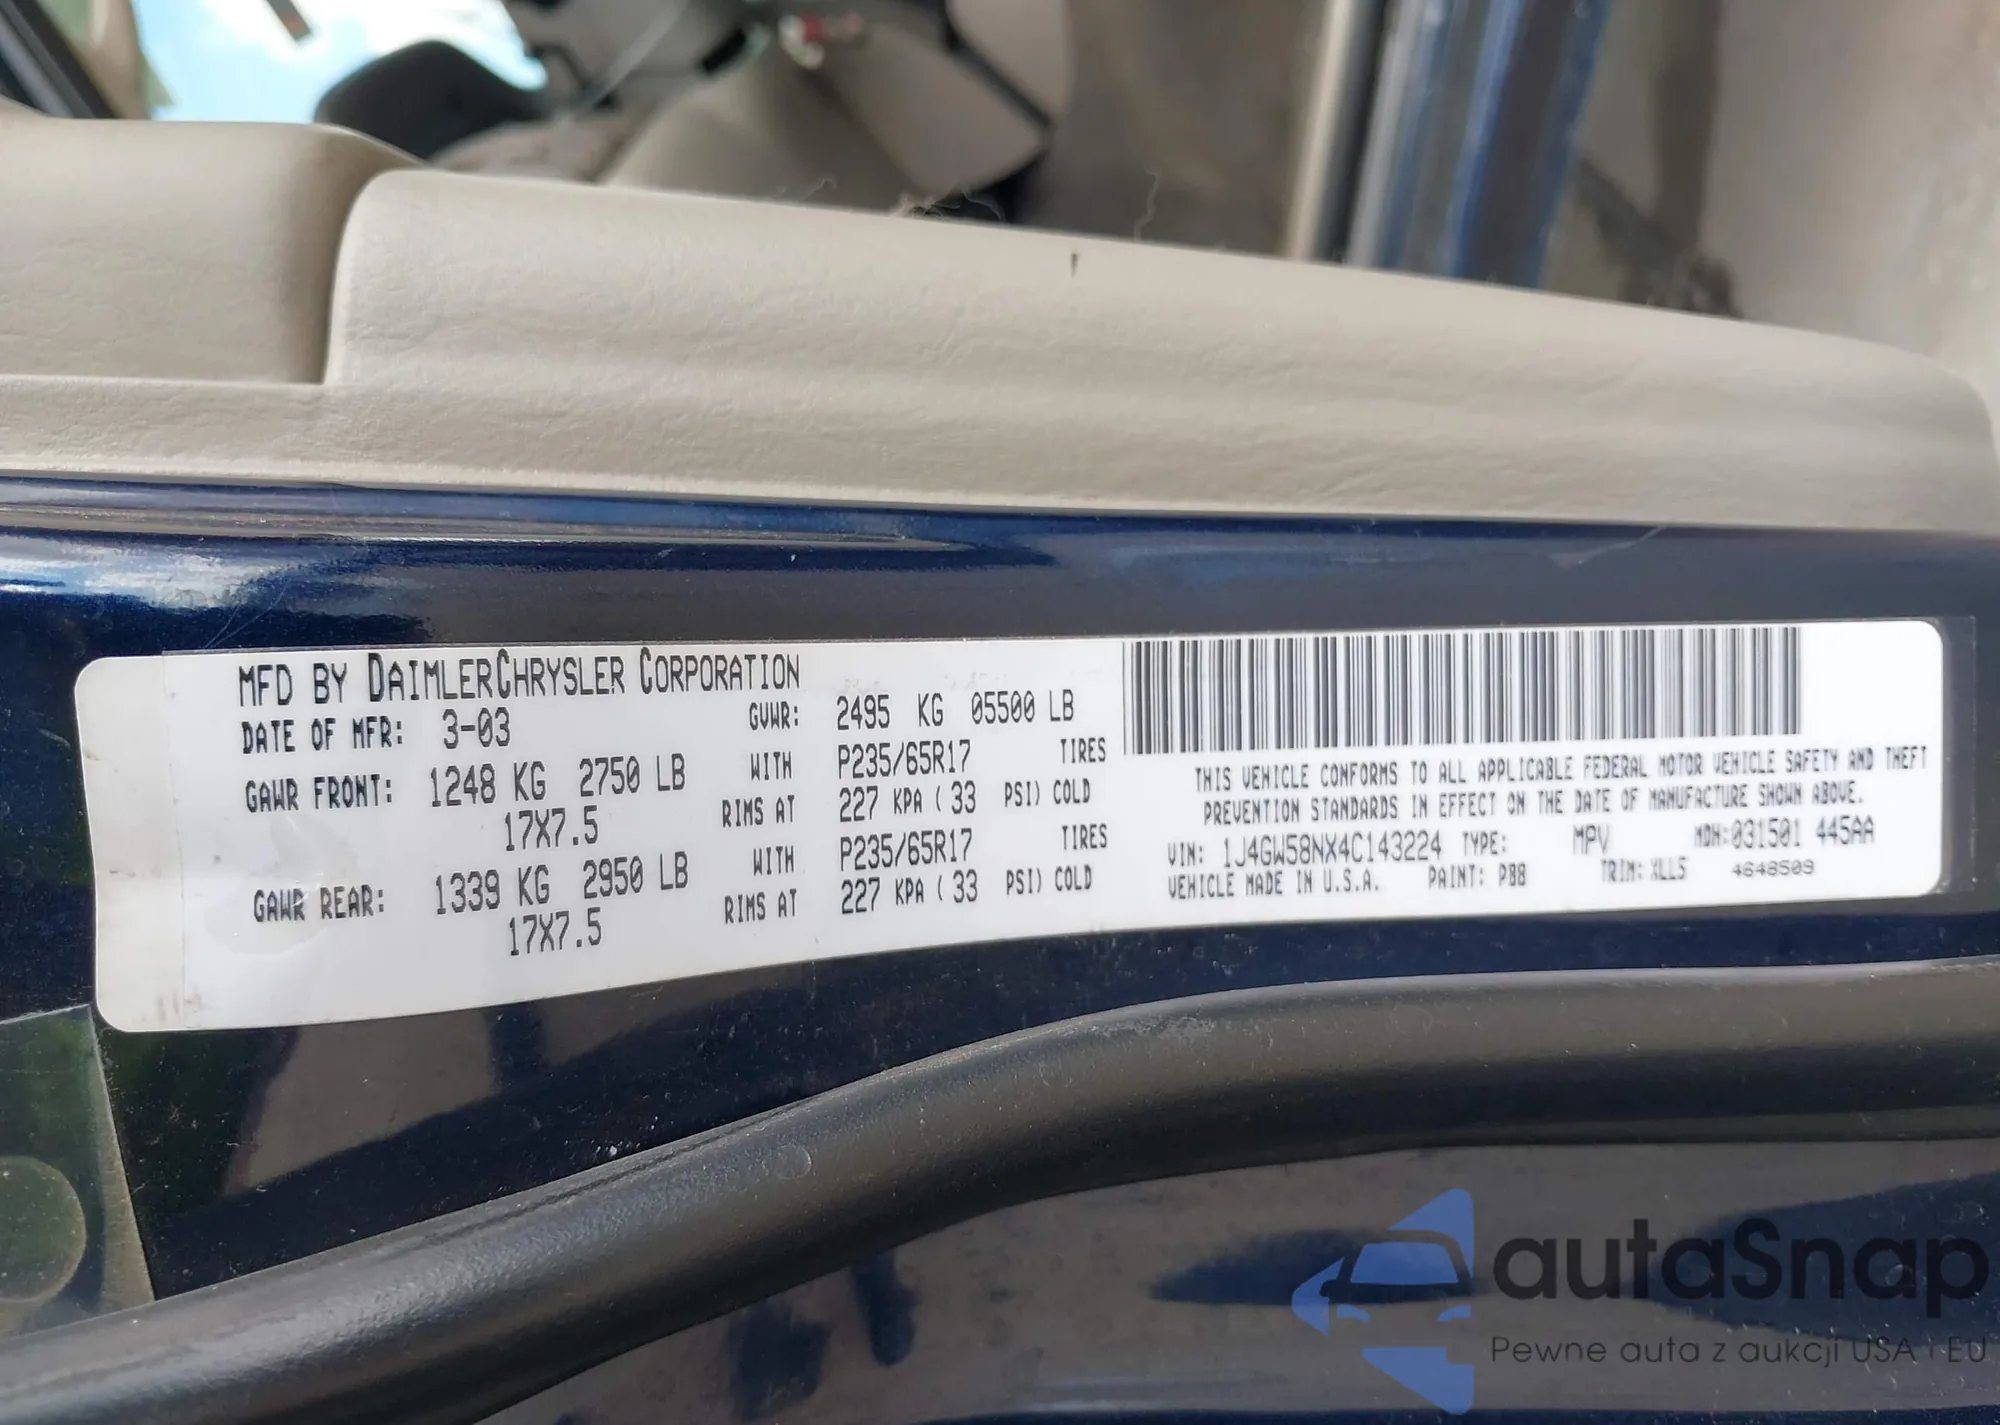 MFD BY DAIMLERCHRYSLER CORPORATION
DATE OF MFR: 3-03 GVWR: 2495 KG 05500 LB
GAWR FRONT: 1248 KG 2750 LB WITH P235/65R17 TIRES
17X7.5 RIMS AT 227 KPA ( 33 PSI) COLD
GAWR REAR: 1339 KG 2950 LB WITH P235/65R17 TIRES
17X7.5 RIMS AT 227 KPA ( 33 PSI) COLD
THIS VEHICLE CONFORMS TO ALL APPLICABLE FEDERAL MOTOR VEHICLE SAFETY AND THEFT
PREVENTION STANDARDS IN EFFECT ON THE DATE OF MANUFACTURE SHOWN ABOVE.
VIN: 1J4GW58NX4C143224 TYPE: MPV MDH: 031501 445AA
VEHICLE MADE IN U.S.A. PAINT: PB8 TRIM: XLL5 4648509
autaSnap
Pewne auta z aukcji USA i EU